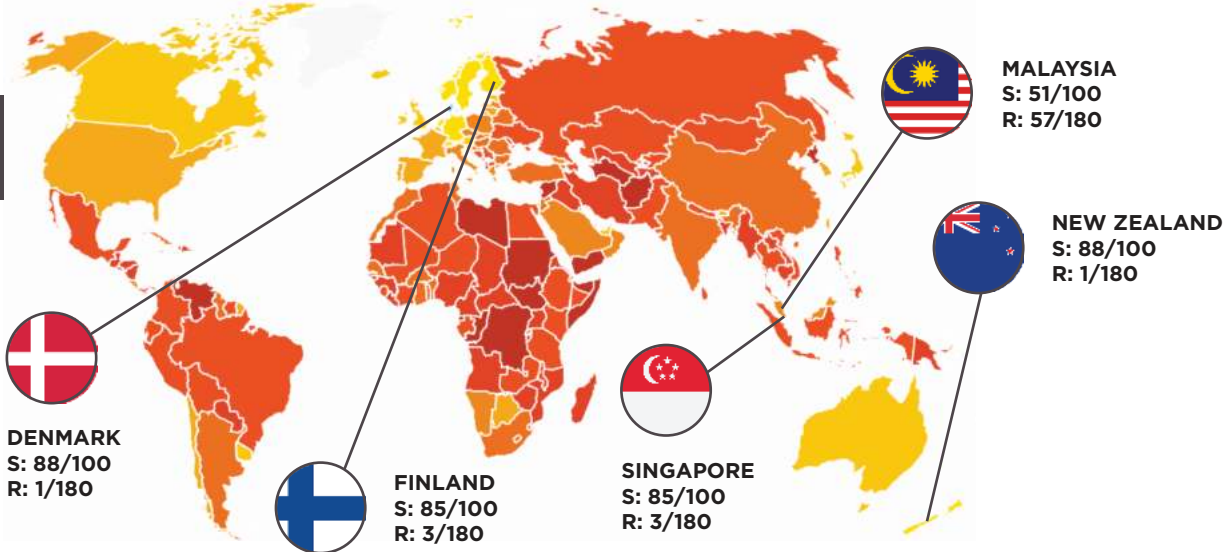 MALAYSIA
S: 51/100
R: 57/180
NEW ZEALAND
S: 88/100
R: 1/180
DENMARK
S: 88/100
R: 1/180
FINLAND
S: 85/100
R: 3/180
SINGAPORE
S: 85/100
R: 3/180